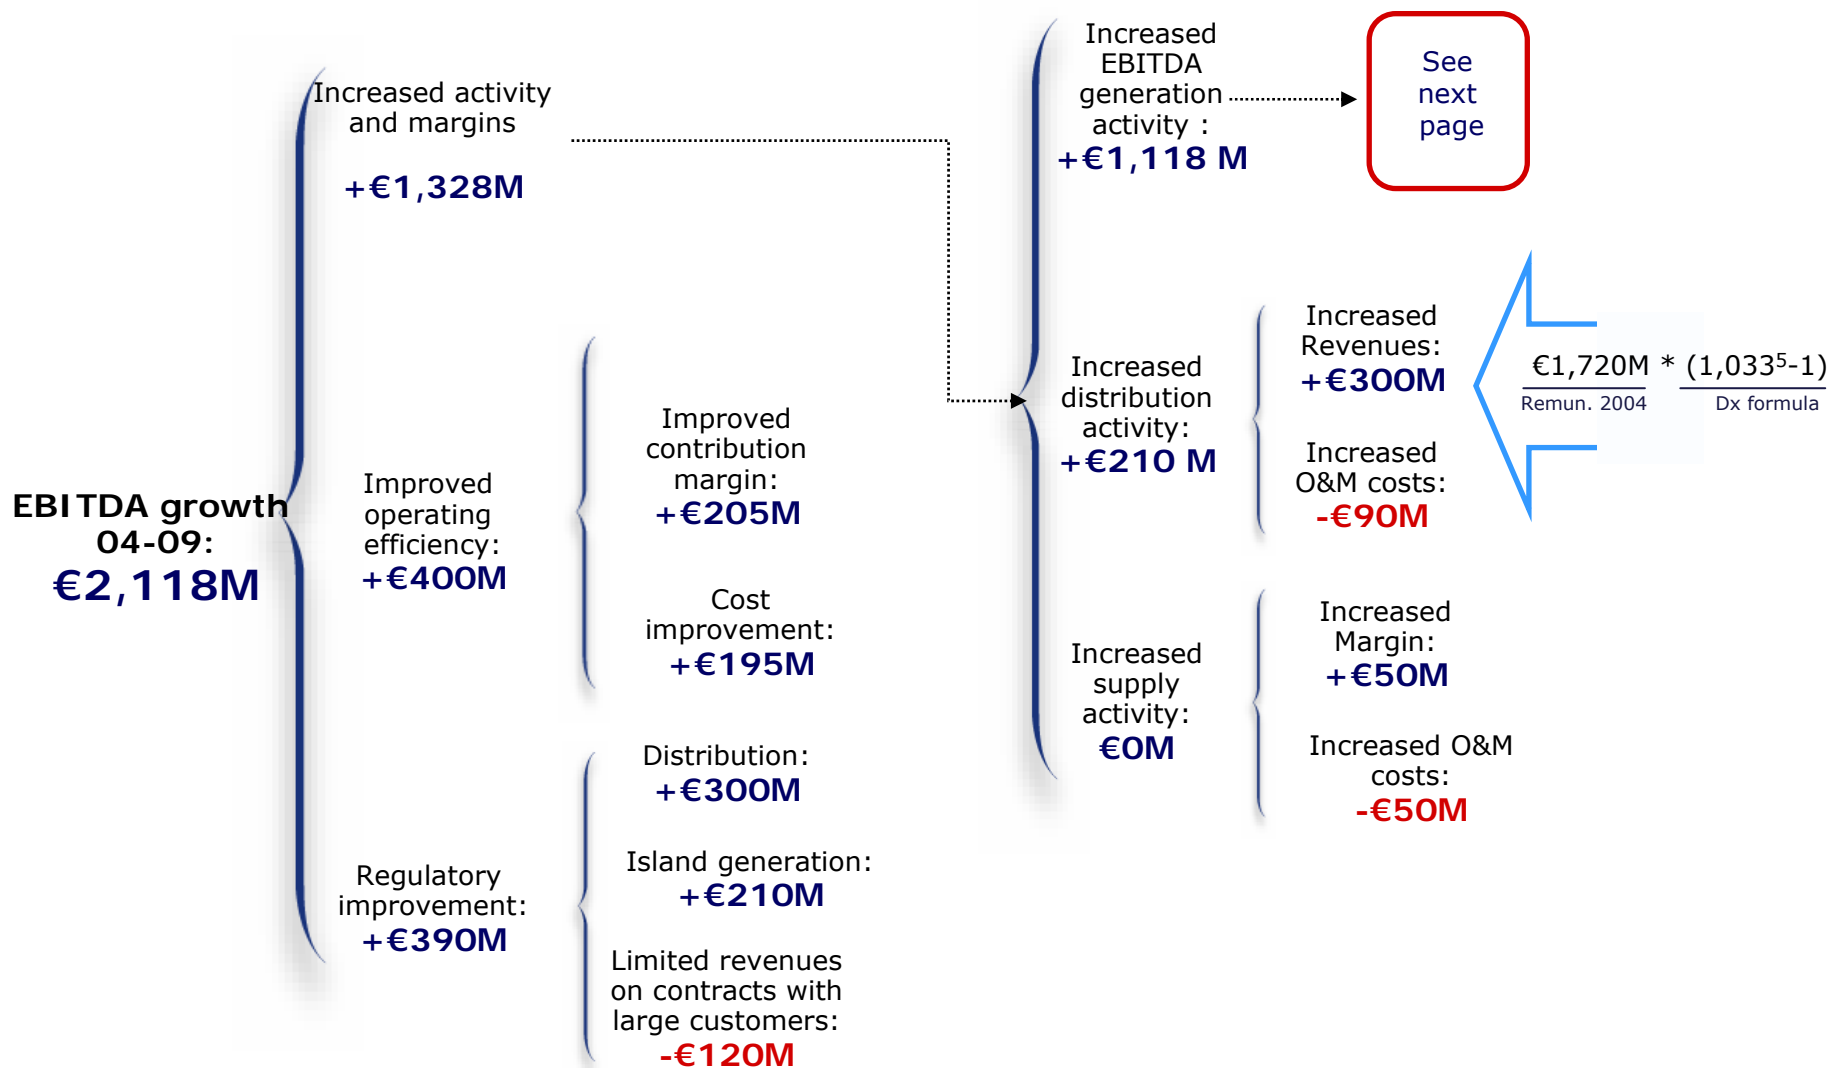 EBITDA growth
04-09:
€2,118M
Increased activity
and margins
+€1,328M
Improved
operating
efficiency:
+€400M
Improved
contribution
margin:
+€205M
Cost
improvement:
+€195M
Regulatory
improvement:
+€390M
Distribution:
+€300M
Island generation:
+€210M
Limited revenues
on contracts with
large customers:
-€120M
Increased
EBITDA
generation
activity :
+€1,118 M
See
next
page
Increased
distribution
activity:
+€210 M
Increased
Revenues:
+€300M
€1,720M * (1,033⁵-1)
Remun. 2004 Dx formula
Increased
O&M costs:
-€90M
Increased
supply
activity:
€0M
Increased
Margin:
+€50M
Increased O&M
costs:
-€50M